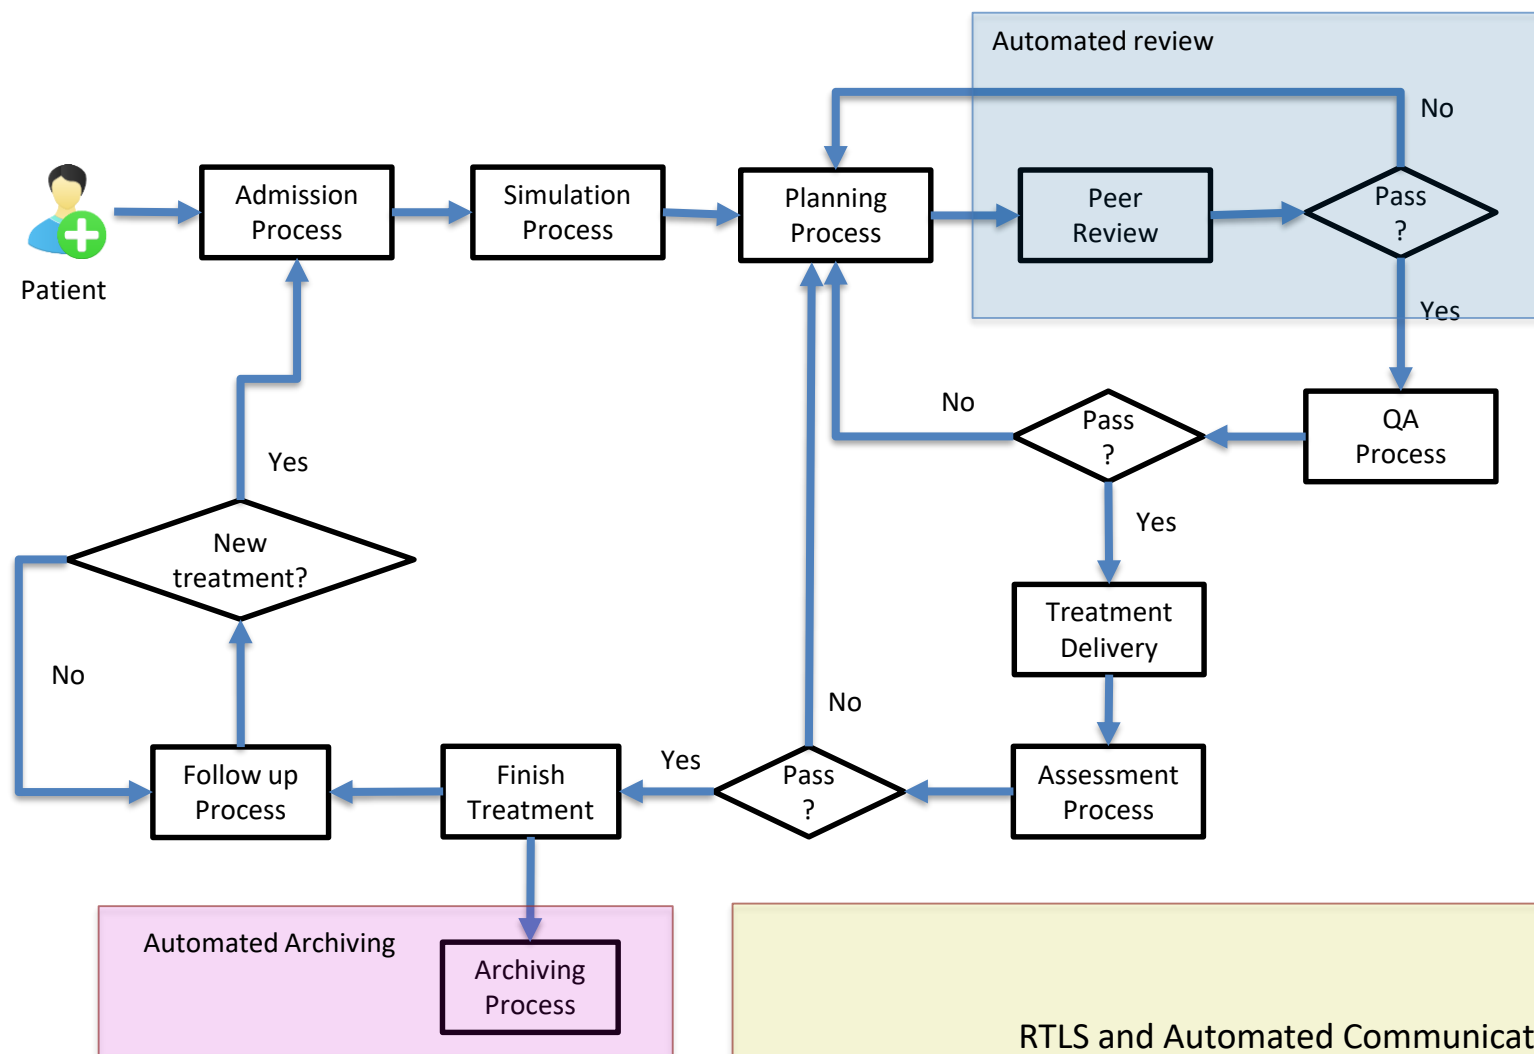 Automated review
No
Admission
Process
Simulation
Process
Planning
Process
Peer
Review
Pass
?
Patient
Yes
No
Pass
?
QA
Process
Yes
Yes
New
treatment?
Treatment
Delivery
No
No
Follow up
Process
Finish
Treatment
Yes
Pass
?
Assessment
Process
Automated Archiving
Archiving
Process
RTLS and Automated Communicat